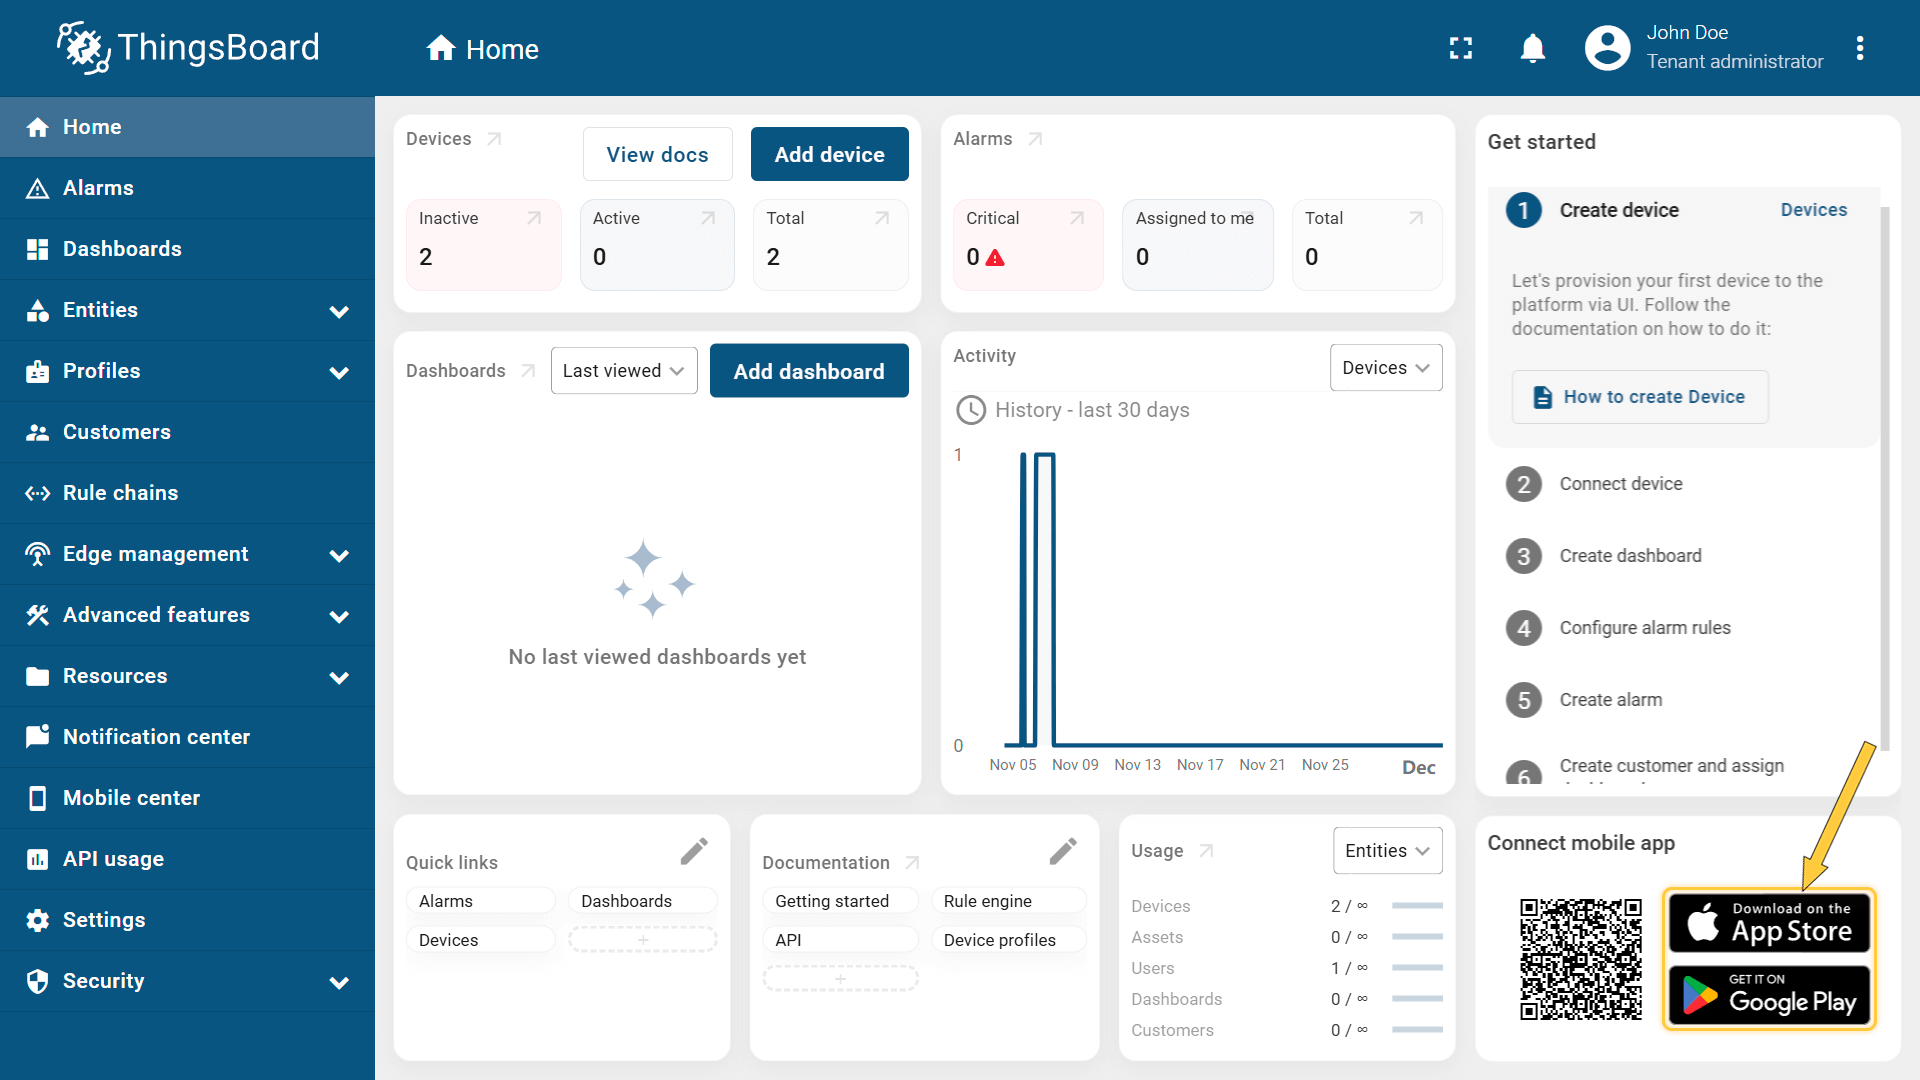 ThingsBoard
Home
John Doe
Tenant administrator
Home
Alarms
Dashboards
Entities
Profiles
Customers
Rule chains
Edge management
Advanced features
Resources
Notification center
Mobile center
API usage
Settings
Security
Devices
View docs
Add device
Inactive
2
Active
0
Total
2
Alarms
Critical
0
Assigned to me
0
Total
0
Dashboards
Last viewed
Add dashboard
No last viewed dashboards yet
Activity
Devices
History - last 30 days
1
0
Nov 05 Nov 09 Nov 13 Nov 17 Nov 21 Nov 25 Dec
Get started
1 Create device Devices
Let's provision your first device to the
platform via UI. Follow the
documentation on how to do it:
How to create Device
2 Connect device
3 Create dashboard
4 Configure alarm rules
5 Create alarm
6 Create customer and assign
Quick links
Alarms Dashboards
Devices +
Documentation
Getting started Rule engine
API Device profiles
+
Usage
Entities
Devices 2 / ∞
Assets 0 / ∞
Users 1 / ∞
Dashboards 0 / ∞
Customers 0 / ∞
Connect mobile app
Download on the
App Store
GET IT ON
Google Play